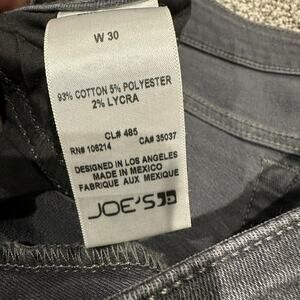 W 30
93% COTTON 5% POLYESTER
2% LYCRA
CL# 485
RN# 106214 CA# 35037
DESIGNED IN LOS ANGELES
MADE IN MEXICO
FABRIQUE AUX MEXIQUE
JOE'S